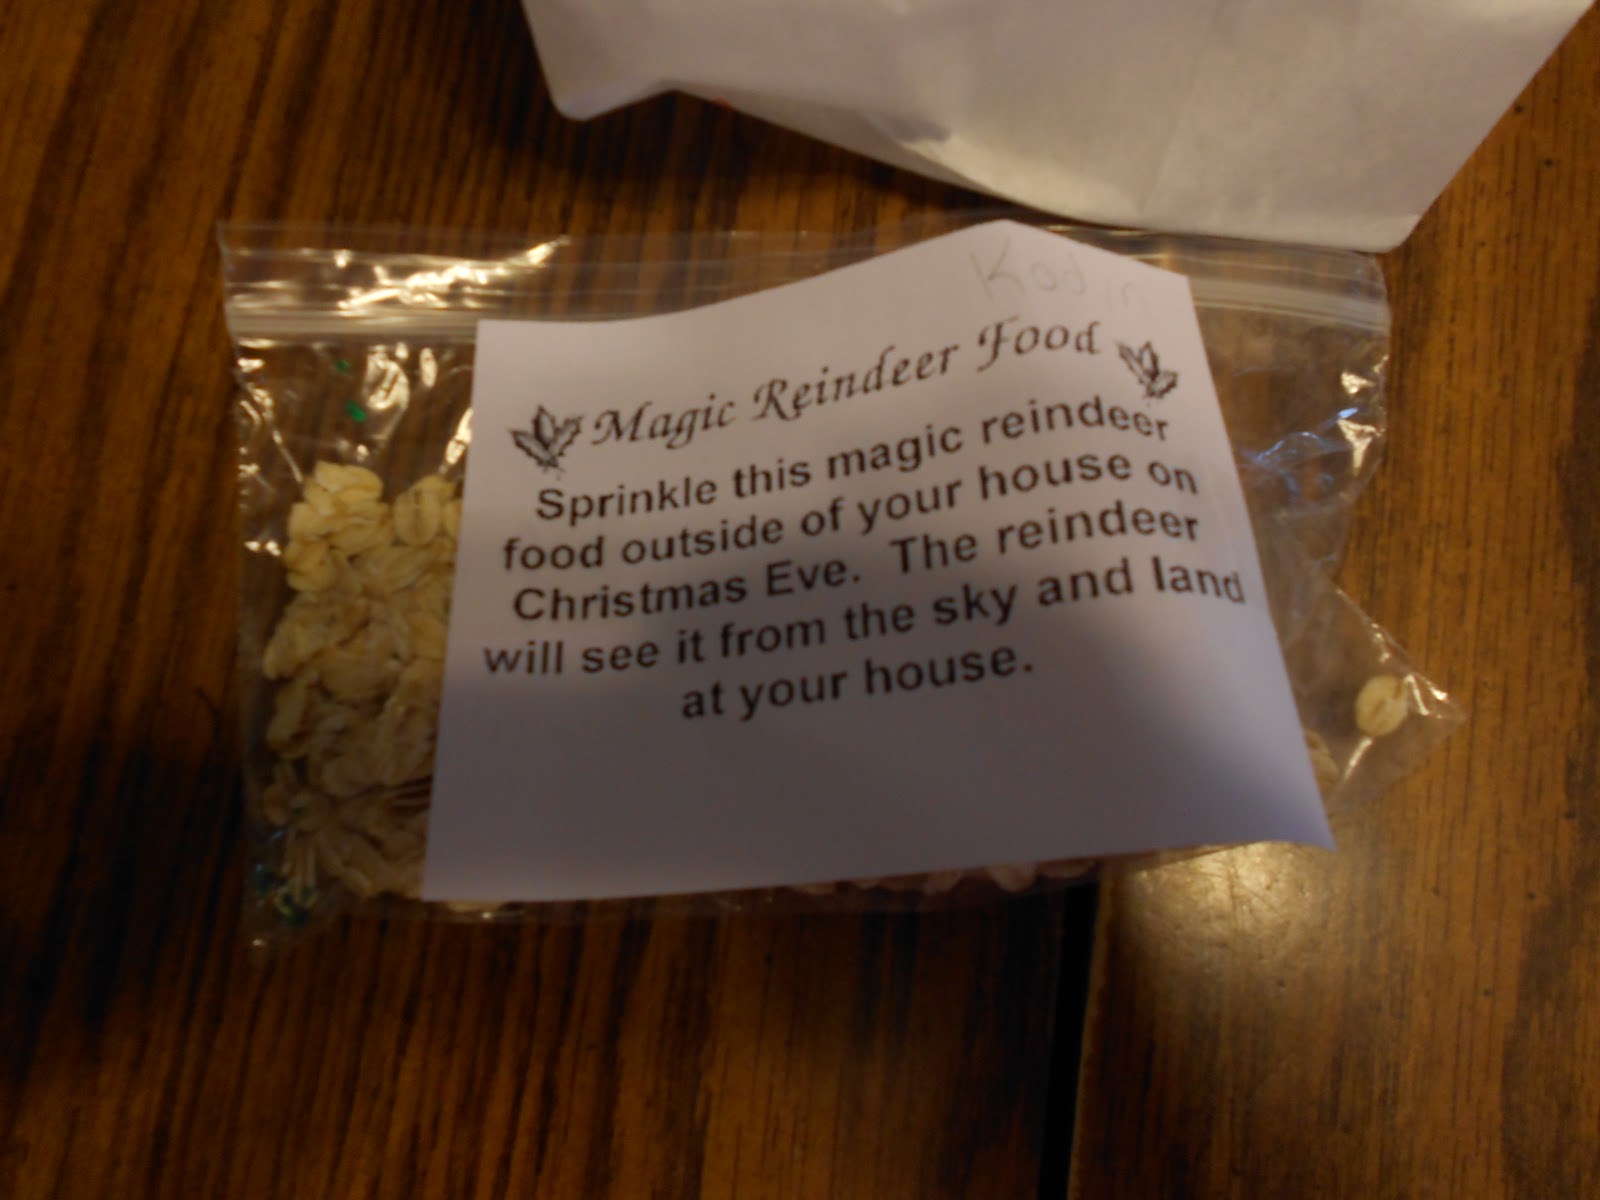 Kadin
Magic Reindeer Food
Sprinkle this magic reindeer
food outside of your house on
Christmas Eve. The reindeer
will see it from the sky and land
at your house.